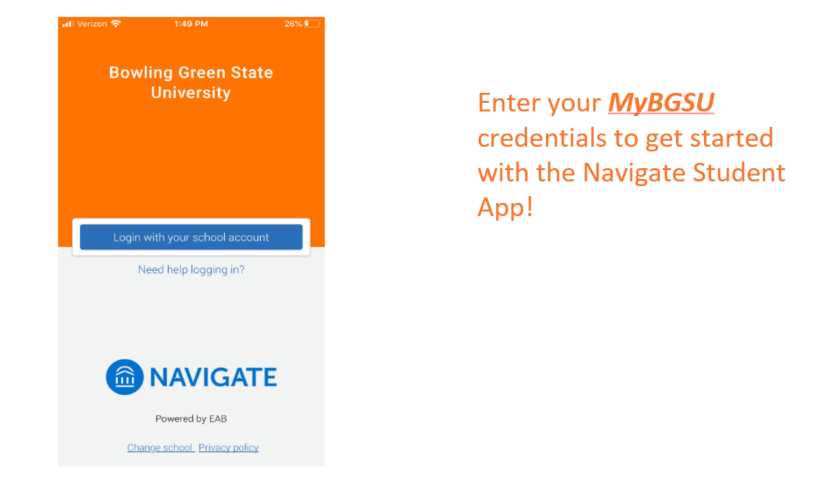 Verizon 1:49 PM 26%
Bowling Green State
University
Login with your school account
Need help logging in?
NAVIGATE
Powered by EAB
Change school Privacy policy
Enter your MyBGSU
credentials to get started
with the Navigate Student
App!